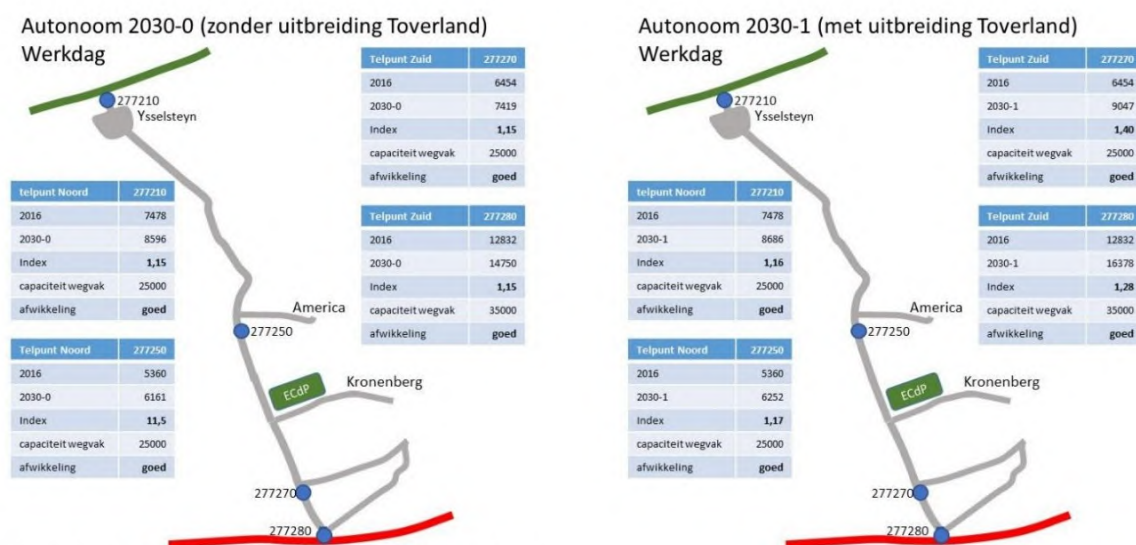 Autonoom 2030-0 (zonder uitbreiding Toverland)
Werkdag
277210
Ysselsteyn
Telpunt Zuid 277270
2016 6454
2030-0 7419
Index 1,15
capaciteit wegvak 25000
afwikkeling goed
telpunt Noord 277210
2016 7478
2030-0 8596
Index 1,15
capaciteit wegvak 25000
afwikkeling goed
Telpunt Zuid 277280
2016 12832
2030-0 14750
Index 1,15
capaciteit wegvak 35000
afwikkeling goed
America
277250
Telpunt Noord 277250
2016 5360
2030-0 6161
Index 11,5
capaciteit wegvak 25000
afwikkeling goed
ECdP
Kronenberg
277270
277280
Autonoom 2030-1 (met uitbreiding Toverland)
Werkdag
277210
Ysselsteyn
Telpunt Zuid 277270
2016 6454
2030-1 9047
Index 1,40
capaciteit wegvak 25000
afwikkeling goed
telpunt Noord 277210
2016 7478
2030-1 8686
Index 1,16
capaciteit wegvak 25000
afwikkeling goed
Telpunt Zuid 277280
2016 12832
2030-1 16378
Index 1,28
capaciteit wegvak 35000
afwikkeling goed
America
277250
Telpunt Noord 277250
2016 5360
2030-1 6252
Index 1,17
capaciteit wegvak 25000
afwikkeling goed
ECdP
Kronenberg
277270
277280